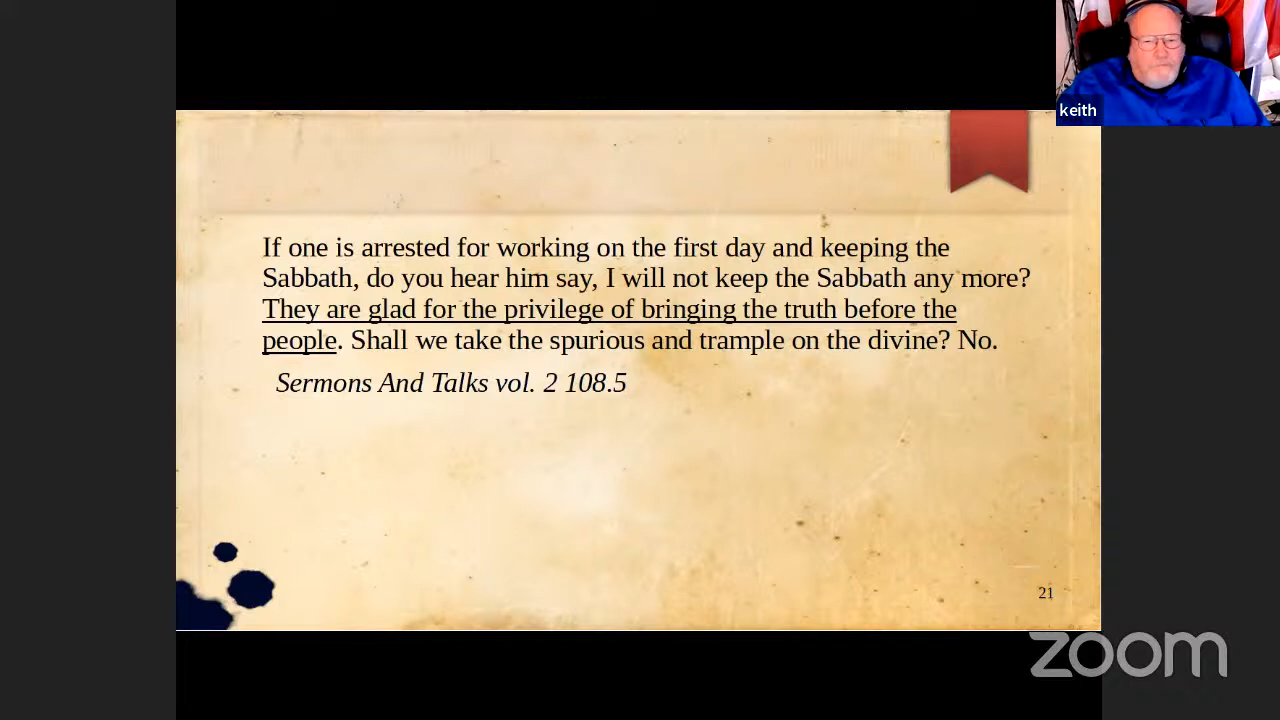 keith
If one is arrested for working on the first day and keeping the
Sabbath, do you hear him say, I will not keep the Sabbath any more?
They are glad for the privilege of bringing the truth before the
people. Shall we take the spurious and trample on the divine? No.
Sermons And Talks vol. 2 108.5
21
zoom